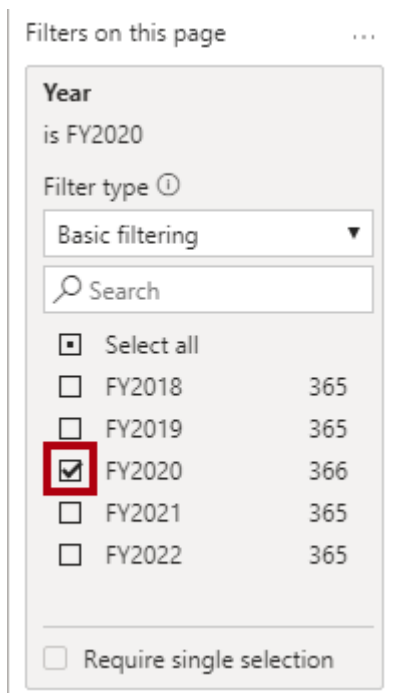 Filters on this page ...
Year
is FY2020
Filter type
Basic filtering
Search
Select all
FY2018 365
FY2019 365
FY2020 366
FY2021 365
FY2022 365
Require single selection